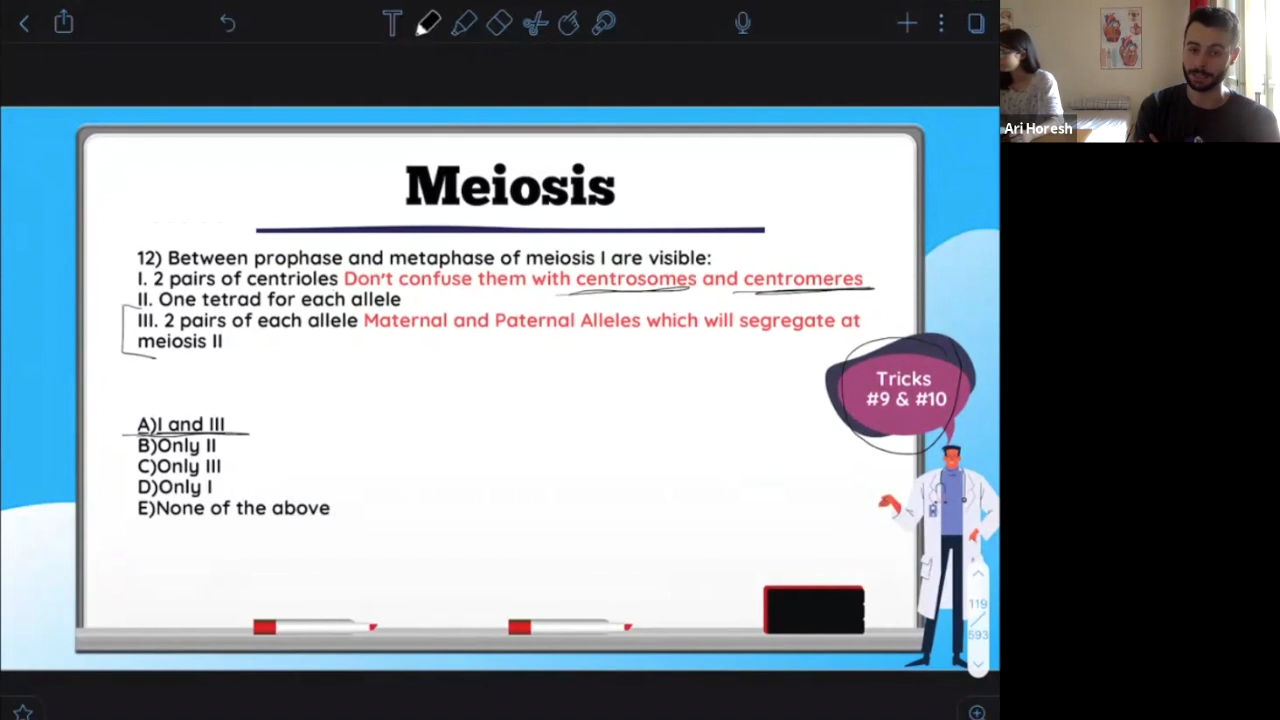 Ari Horesh
Meiosis
12) Between prophase and metaphase of meiosis I are visible:
I. 2 pairs of centrioles Don't confuse them with centrosomes and centromeres
II. One tetrad for each allele
III. 2 pairs of each allele Maternal and Paternal Alleles which will segregate at
meiosis II
Tricks
#9 & #10
A)I and III
B)Only II
C)Only III
D)Only I
E)None of the above
119
593